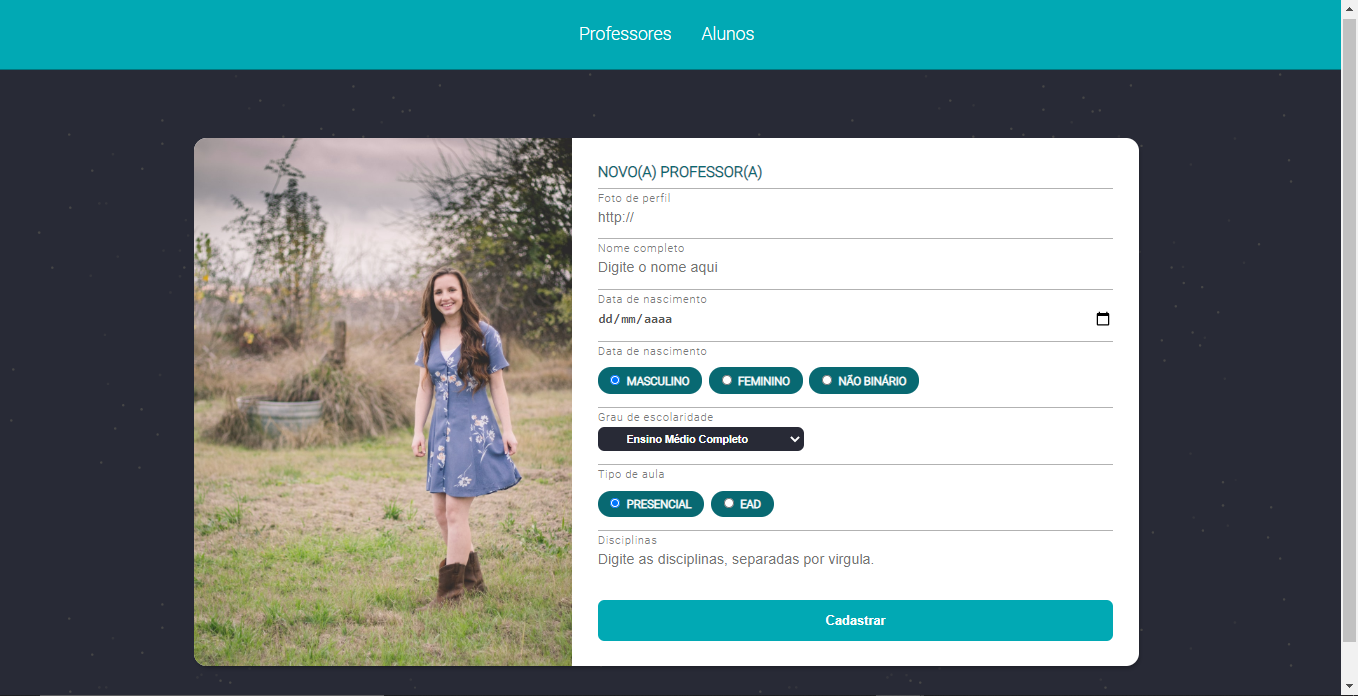 Professores Alunos
NOVO(A) PROFESSOR(A)
Foto de perfil
http://
Nome completo
Digite o nome aqui
Data de nascimento
dd/mm/aaaa
Data de nascimento
MASCULINO FEMININO NÃO BINÁRIO
Grau de escolaridade
Ensino Médio Completo
Tipo de aula
PRESENCIAL EAD
Disciplinas
Digite as disciplinas, separadas por virgula.
Cadastrar